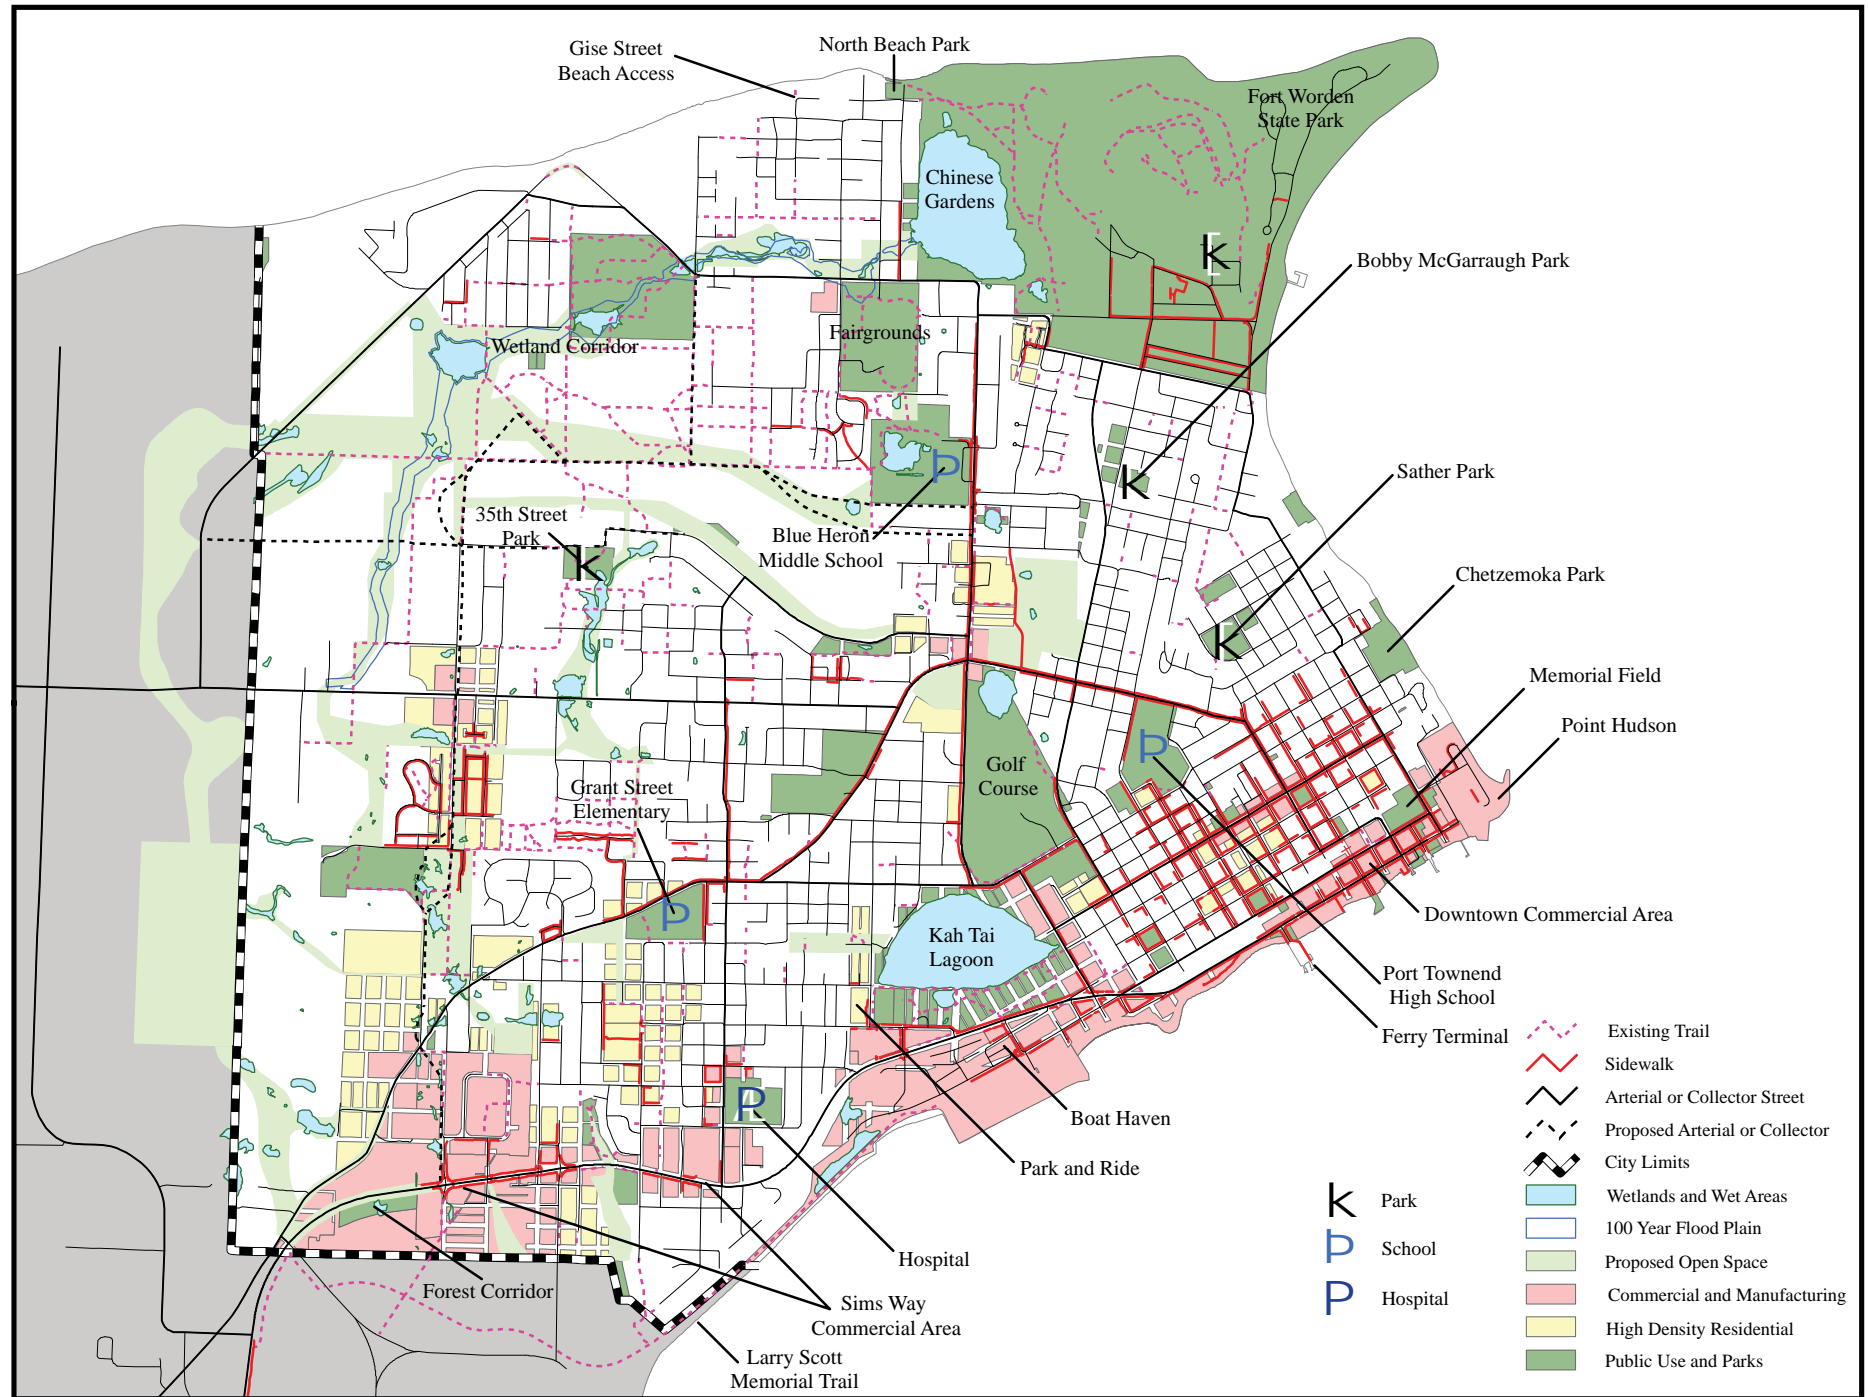 Gise Street
Beach Access
North Beach Park
Fort Worden
State Park
Chinese
Gardens
Bobby McGarraugh Park
Fairgrounds
Wetland Corridor
Sather Park
35th Street
Park
Blue Heron
Middle School
Chetzemoka Park
Memorial Field
Point Hudson
Golf
Course
Grant Street
Elementary
Downtown Commercial Area
Kah Tai
Lagoon
Port Townend
High School
Ferry Terminal
Boat Haven
Park and Ride
Hospital
Forest Corridor
Sims Way
Commercial Area
Larry Scott
Memorial Trail
k Park
Þ School
P Hospital
Existing Trail
Sidewalk
Arterial or Collector Street
Proposed Arterial or Collector
City Limits
Wetlands and Wet Areas
100 Year Flood Plain
Proposed Open Space
Commercial and Manufacturing
High Density Residential
Public Use and Parks